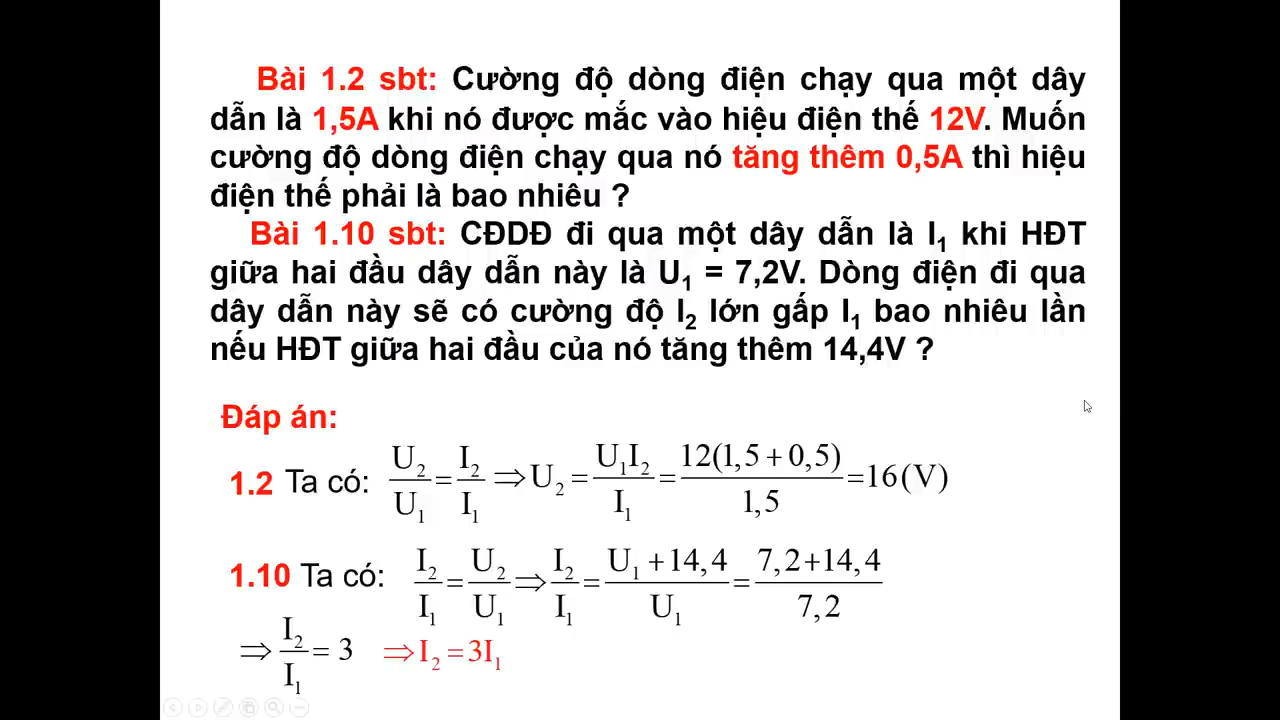 Bài 1.2 sbt: Cường độ dòng điện chạy qua một dây
dẫn là 1,5A khi nó được mắc vào hiệu điện thế 12V. Muốn
cường độ dòng điện chạy qua nó tăng thêm 0,5A thì hiệu
điện thế phải là bao nhiêu ?
Bài 1.10 sbt: CĐDĐ đi qua một dây dẫn là I₁ khi HĐT
giữa hai đầu dây dẫn này là U₁ = 7,2V. Dòng điện đi qua
dây dẫn này sẽ có cường độ I₂ lớn gấp I₁ bao nhiêu lần
nếu HĐT giữa hai đầu của nó tăng thêm 14,4V ?
Đáp án:
1.2 Ta có: U₂/U₁ = I₂/I₁ ⇒ U₂ = U₁I₂/I₁ = 12(1,5+0,5)/1,5 = 16(V)
1.10 Ta có: I₂/I₁ = U₂/U₁ ⇒ I₂/I₁ = U₁+14,4/U₁ = 7,2+14,4/7,2
⇒ I₂/I₁ = 3 ⇒ I₂ = 3I₁